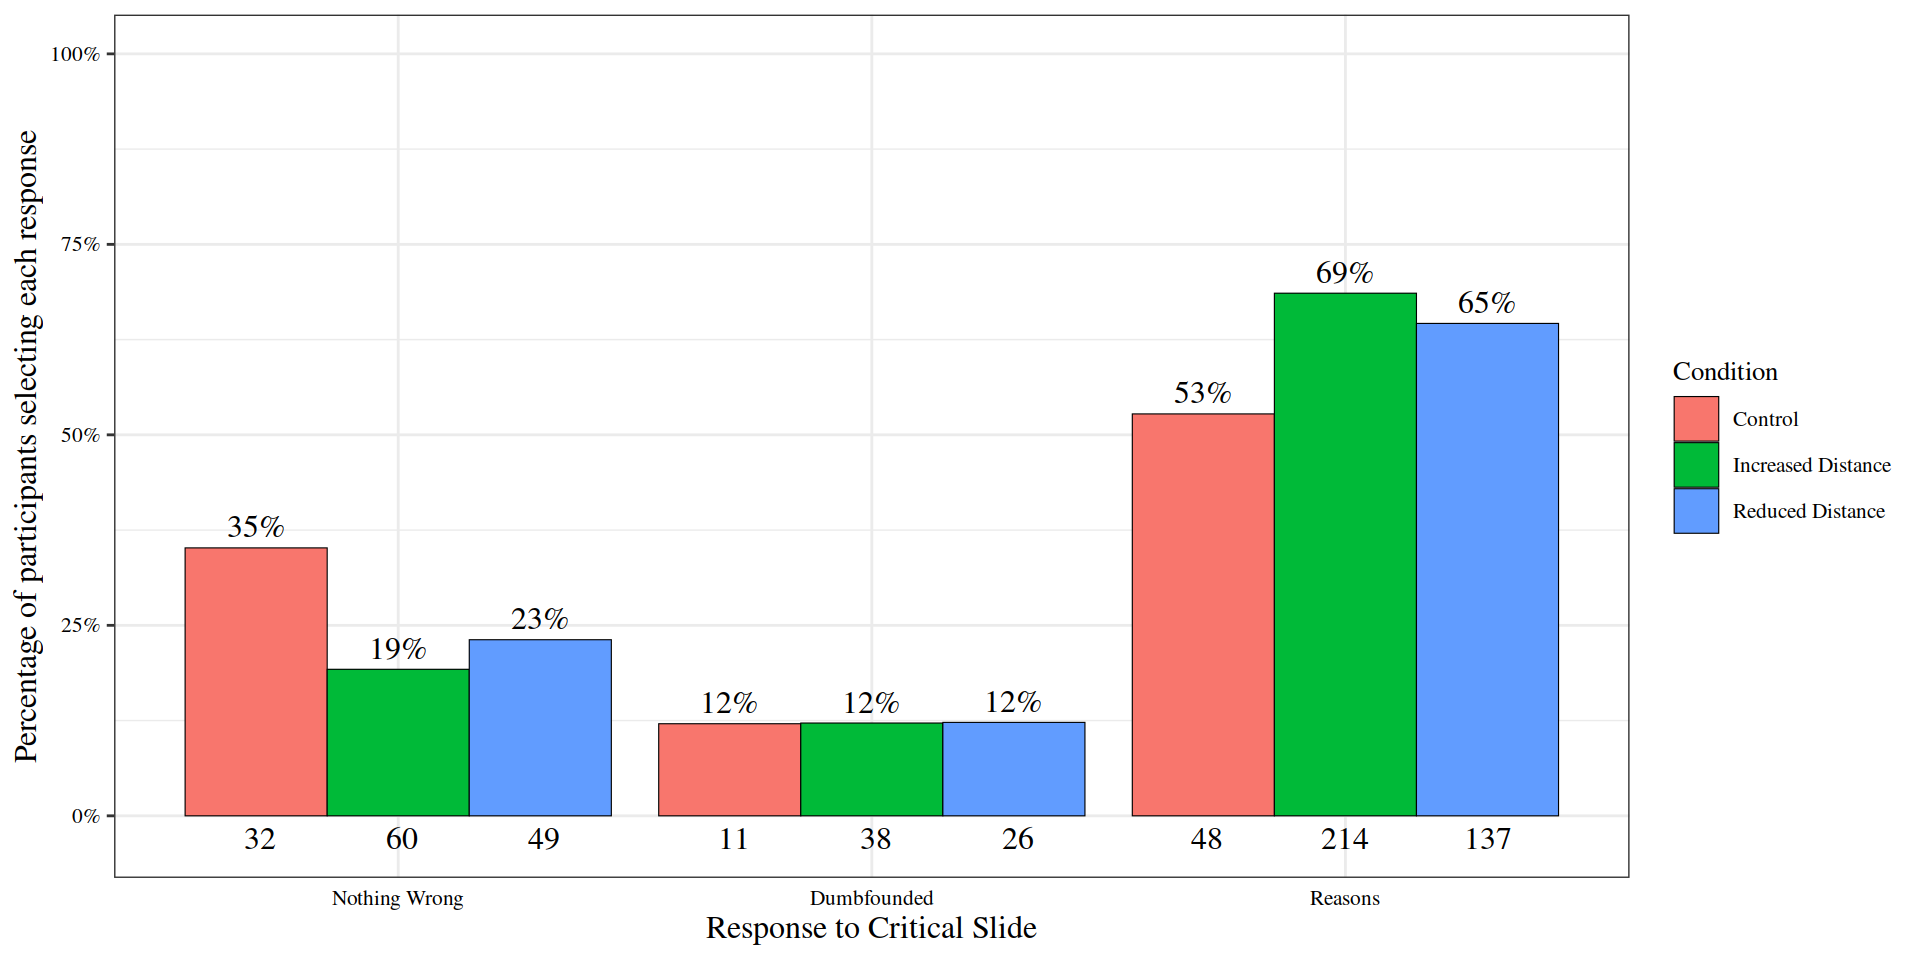 Percentage of participants selecting each response
100%
75%
50%
25%
0%
35%
19%
23%
12%
12%
12%
53%
69%
65%
32
60
49
11
38
26
48
214
137
Nothing Wrong
Dumbfounded
Reasons
Response to Critical Slide
Condition
Control
Increased Distance
Reduced Distance